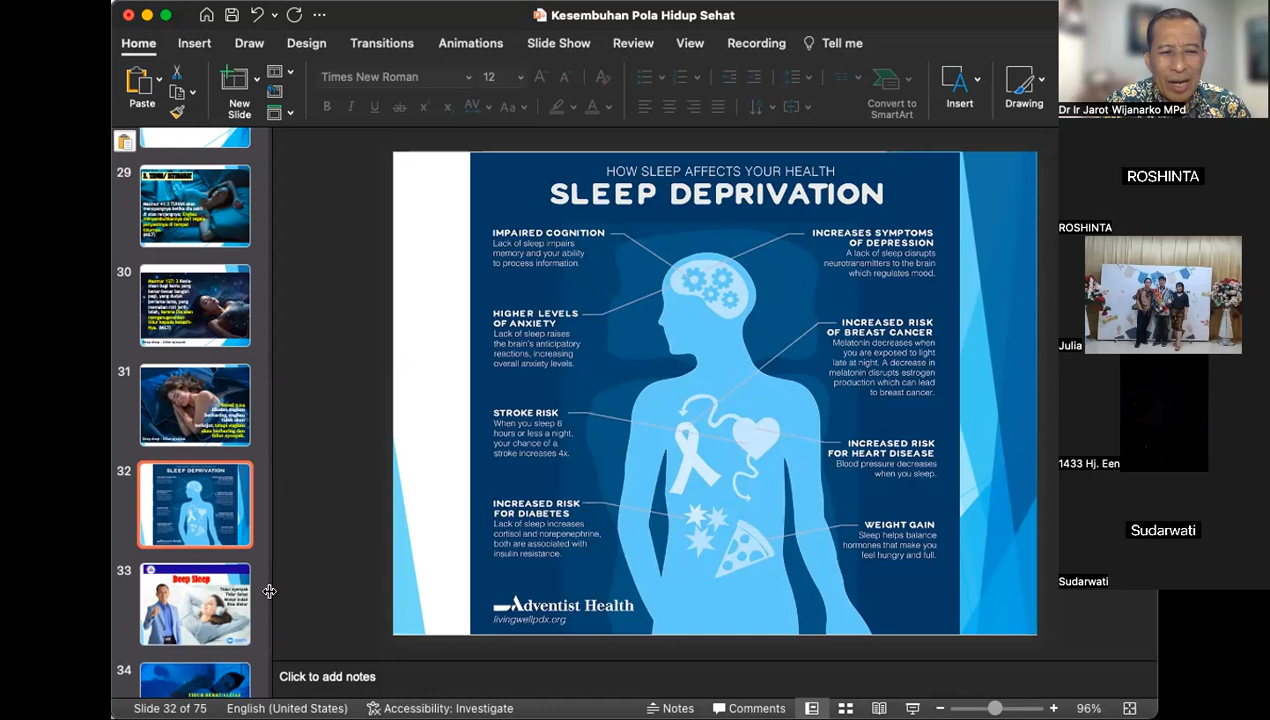 Kesembuhan Pola Hidup Sehat
Home Insert Draw Design Transitions Animations Slide Show Review View Recording Tell me
Paste
New
Slide
Times New Roman
12
Convert to
SmartArt
Insert
Drawing
29
30
31
32
SLEEP DEPRIVATION
33
Deep Sleep
34
HOW SLEEP AFFECTS YOUR HEALTH
SLEEP DEPRIVATION
IMPAIRED COGNITION
Lack of sleep impairs
memory and your ability
to process information.
HIGHER LEVELS
OF ANXIETY
Lack of sleep raises
the brain's anticipatory
reactions, increasing
overall anxiety levels.
STROKE RISK
When you sleep 6
hours or less a night,
your chance of a
stroke increases 4x.
INCREASED RISK
FOR DIABETES
Lack of sleep increases
cortisol and norepenephrine,
both are associated with
insulin resistance.
INCREASES SYMPTOMS
OF DEPRESSION
A lack of sleep disrupts
neurotransmitters to the brain
which regulates mood.
INCREASED RISK
OF BREAST CANCER
Melatonin decreases when
you are exposed to light
late at night. A decrease in
melatonin disrupts estrogen
production which can lead
to breast cancer.
INCREASED RISK
FOR HEART DISEASE
Blood pressure decreases
when you sleep.
WEIGHT GAIN
Sleep helps balance
hormones that make you
feel hungry and full.
Adventist Health
livingwellpdx.org
Click to add notes
Slide 32 of 75 English (United States) Accessibility: Investigate Notes Comments 96%
Dr Ir Jarot Wijanarko MPd
ROSHINTA
ROSHINTA
Julia
1433 Hj. Een
Sudarwati
Sudarwati